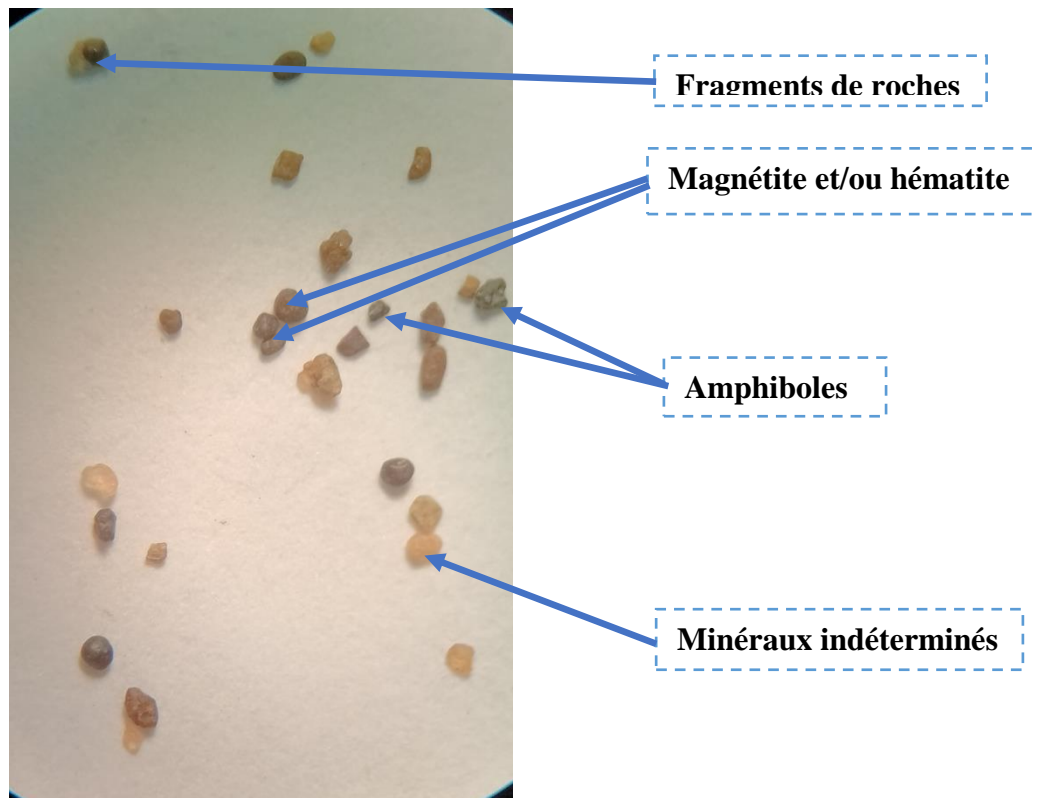 Fragments de roches
Magnétite et/ou hématite
Amphiboles
Minéraux indéterminés